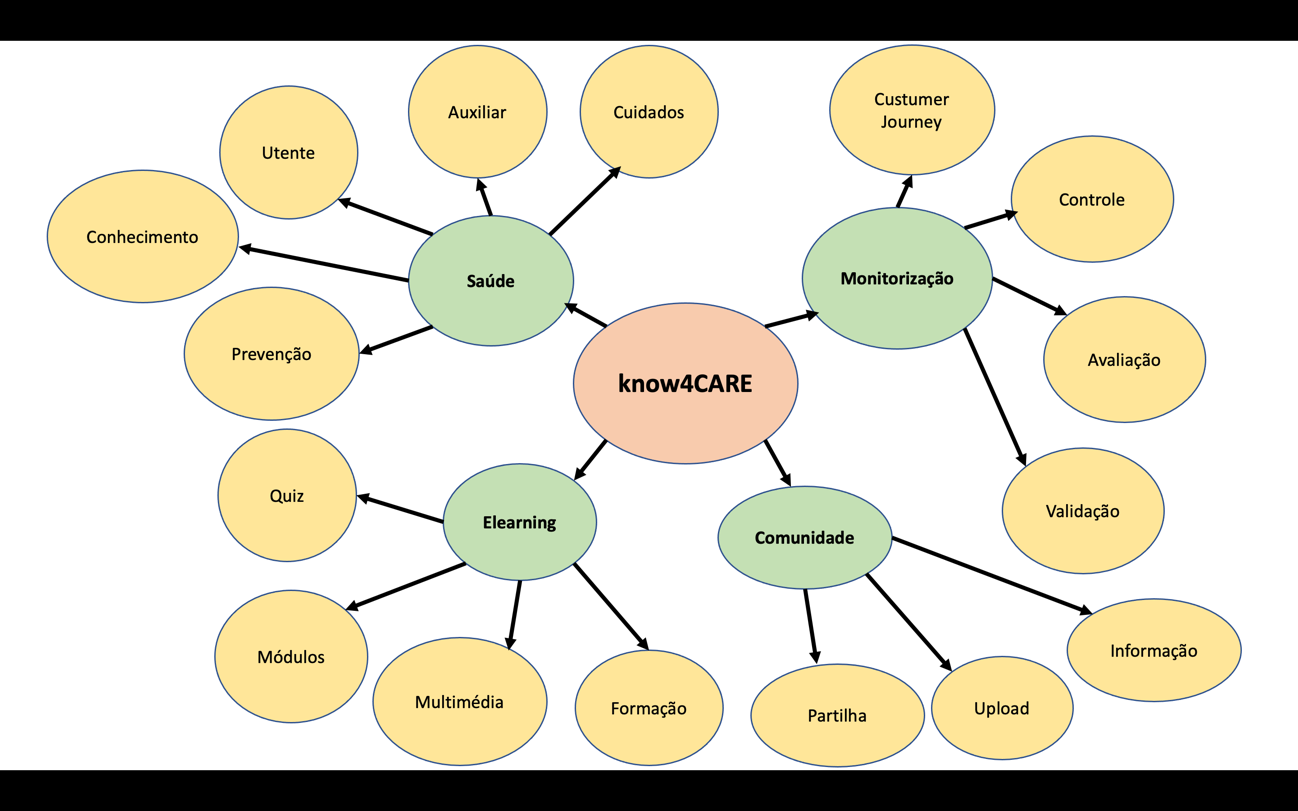 Auxiliar
Cuidados
Custumer
Journey
Utente
Controle
Conhecimento
Saúde
Monitorização
Prevenção
Avaliação
know4CARE
Quiz
Elearning
Comunidade
Validação
Módulos
Multimédia
Formação
Partilha
Upload
Informação